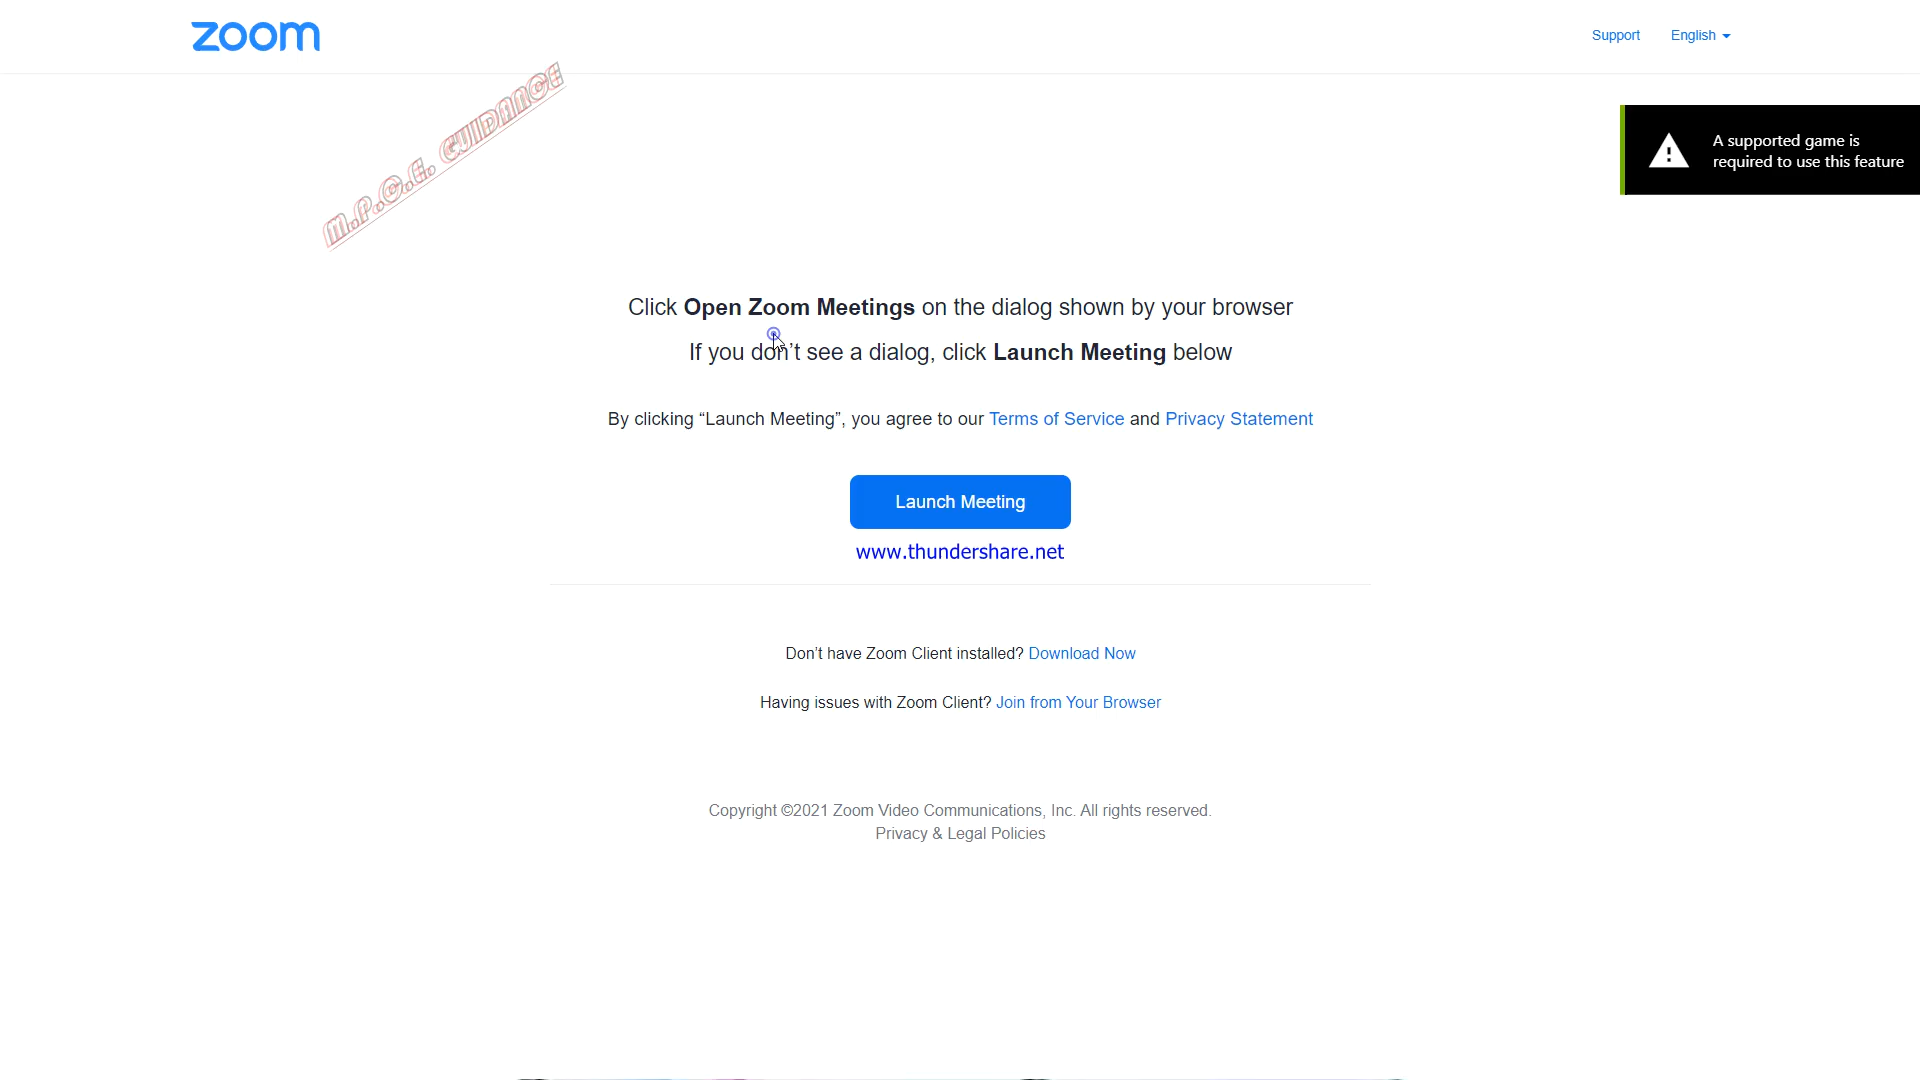 zoom
Support
English
M.P.O.L. GUIDANCE
A supported game is
required to use this feature
Click Open Zoom Meetings on the dialog shown by your browser
If you don't see a dialog, click Launch Meeting below
By clicking “Launch Meeting”, you agree to our Terms of Service and Privacy Statement
Launch Meeting
www.thundershare.net
Don't have Zoom Client installed? Download Now
Having issues with Zoom Client? Join from Your Browser
Copyright ©2021 Zoom Video Communications, Inc. All rights reserved.
Privacy & Legal Policies